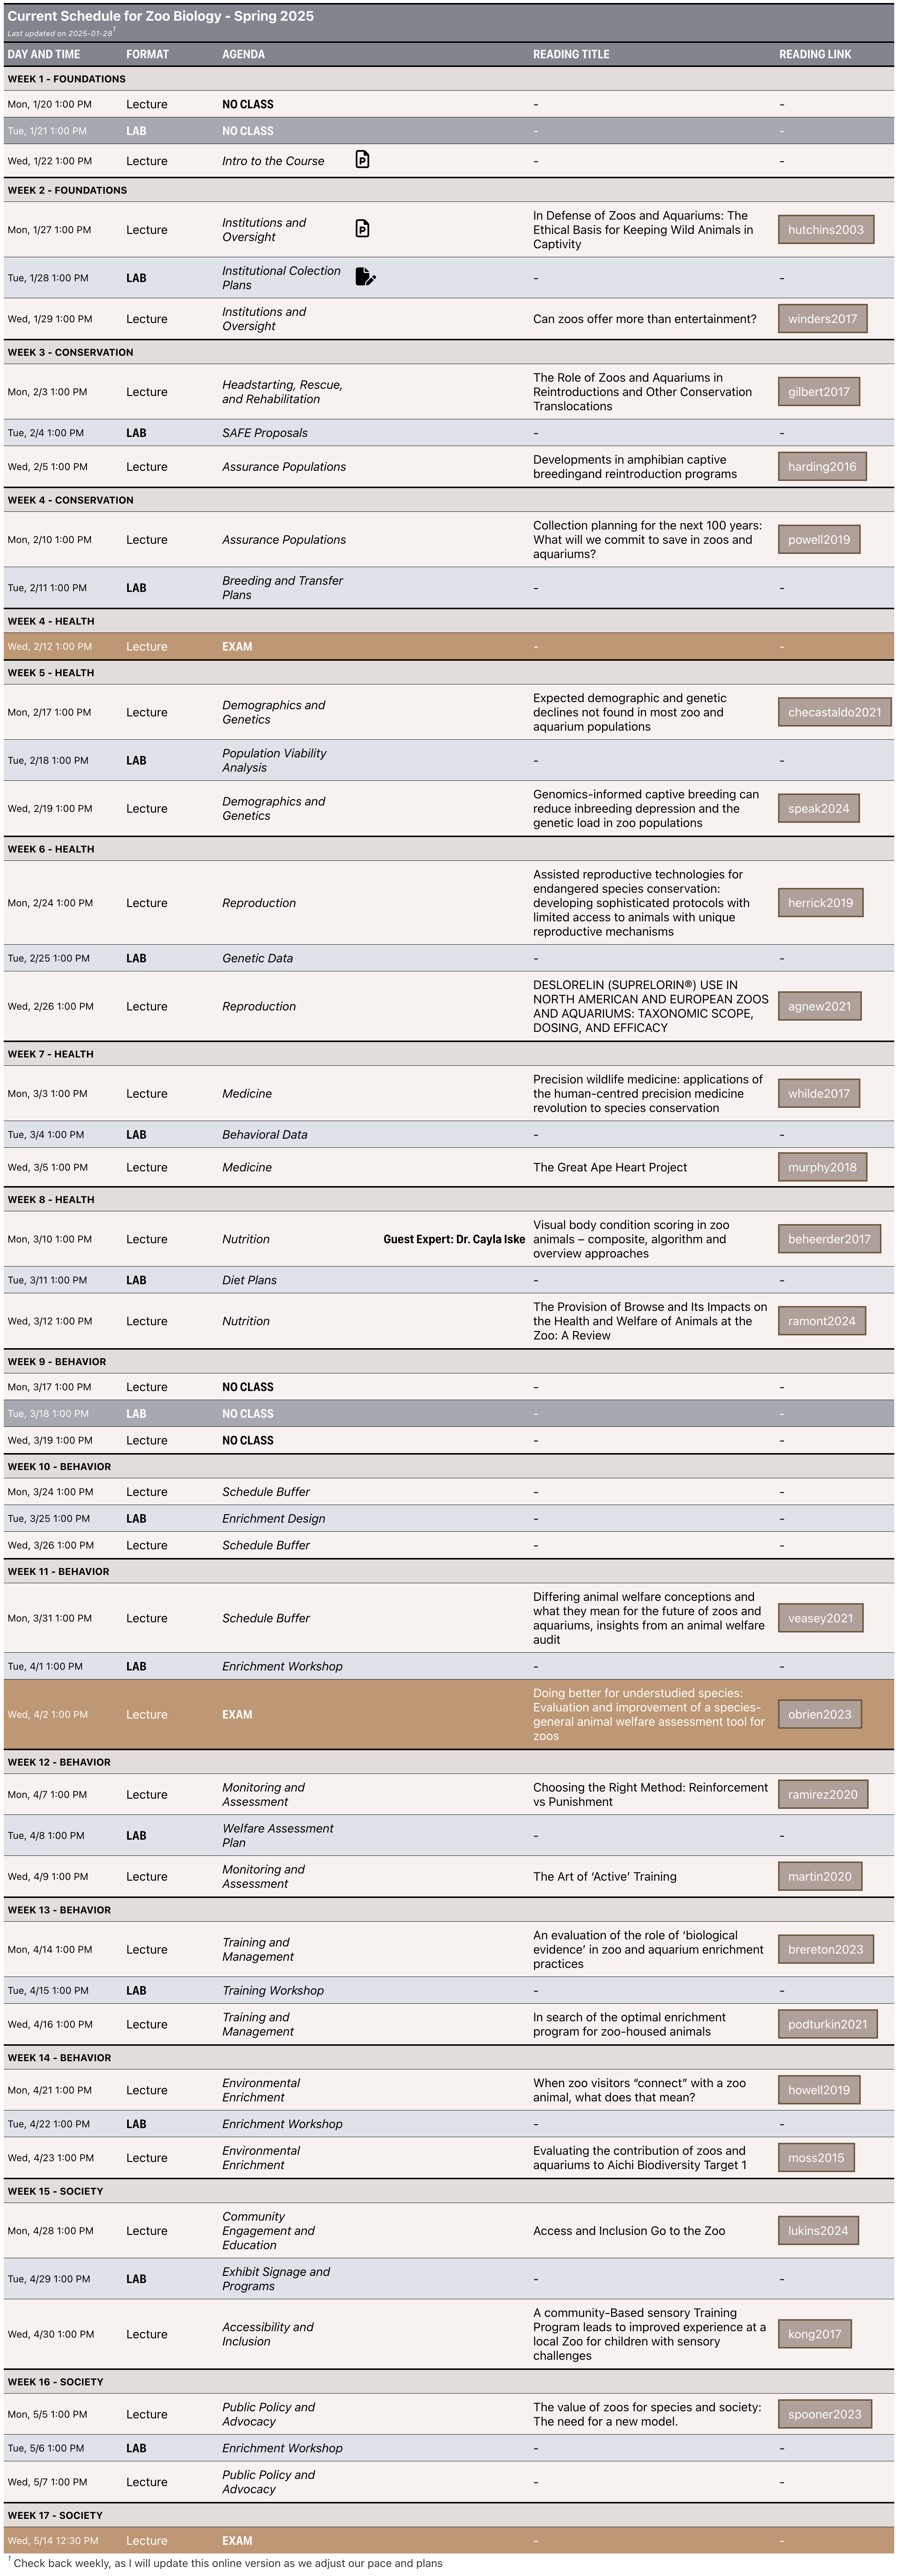 Current Schedule for Zoo Biology - Spring 2025
Last updated on 2025-01-28†
DAY AND TIME FORMAT AGENDA READING TITLE READING LINK
WEEK 1 - FOUNDATIONS
Mon, 1/20 1:00 PM Lecture NO CLASS - -
Tue, 1/21 1:00 PM LAB NO CLASS - -
Wed, 1/22 1:00 PM Lecture Intro to the Course P - -
WEEK 2 - FOUNDATIONS
Mon, 1/27 1:00 PM Lecture Institutions and
Oversight P In Defense of Zoos and Aquariums: The
Ethical Basis for Keeping Wild Animals in
Captivity hutchins2003
Tue, 1/28 1:00 PM LAB Institutional Colection
Plans - -
Wed, 1/29 1:00 PM Lecture Institutions and
Oversight Can zoos offer more than entertainment? winders2017
WEEK 3 - CONSERVATION
Mon, 2/3 1:00 PM Lecture Headstarting, Rescue,
and Rehabilitation The Role of Zoos and Aquariums in
Reintroductions and Other Conservation
Translocations gilbert2017
Tue, 2/4 1:00 PM LAB SAFE Proposals - -
Wed, 2/5 1:00 PM Lecture Assurance Populations Developments in amphibian captive
breedingand reintroduction programs harding2016
WEEK 4 - CONSERVATION
Mon, 2/10 1:00 PM Lecture Assurance Populations Collection planning for the next 100 years:
What will we commit to save in zoos and
aquariums? powell2019
Tue, 2/11 1:00 PM LAB Breeding and Transfer
Plans - -
WEEK 4 - HEALTH
Wed, 2/12 1:00 PM Lecture EXAM - -
WEEK 5 - HEALTH
Mon, 2/17 1:00 PM Lecture Demographics and
Genetics Expected demographic and genetic
declines not found in most zoo and
aquarium populations checastaldo2021
Tue, 2/18 1:00 PM LAB Population Viability
Analysis - -
Wed, 2/19 1:00 PM Lecture Demographics and
Genetics Genomics-informed captive breeding can
reduce inbreeding depression and the
genetic load in zoo populations speak2024
WEEK 6 - HEALTH
Mon, 2/24 1:00 PM Lecture Reproduction Assisted reproductive technologies for
endangered species conservation:
developing sophisticated protocols with
limited access to animals with unique
reproductive mechanisms herrick2019
Tue, 2/25 1:00 PM LAB Genetic Data - -
Wed, 2/26 1:00 PM Lecture Reproduction DESLORELIN (SUPRELORIN®) USE IN
NORTH AMERICAN AND EUROPEAN ZOOS
AND AQUARIUMS: TAXONOMIC SCOPE,
DOSING, AND EFFICACY agnew2021
WEEK 7 - HEALTH
Mon, 3/3 1:00 PM Lecture Medicine Precision wildlife medicine: applications of
the human-centred precision medicine
revolution to species conservation whilde2017
Tue, 3/4 1:00 PM LAB Behavioral Data - -
Wed, 3/5 1:00 PM Lecture Medicine The Great Ape Heart Project murphy2018
WEEK 8 - HEALTH
Mon, 3/10 1:00 PM Lecture Nutrition Guest Expert: Dr. Cayla Iske Visual body condition scoring in zoo
animals – composite, algorithm and
overview approaches beheerder2017
Tue, 3/11 1:00 PM LAB Diet Plans - -
Wed, 3/12 1:00 PM Lecture Nutrition The Provision of Browse and Its Impacts on
the Health and Welfare of Animals at the
Zoo: A Review ramont2024
WEEK 9 - BEHAVIOR
Mon, 3/17 1:00 PM Lecture NO CLASS - -
Tue, 3/18 1:00 PM LAB NO CLASS - -
Wed, 3/19 1:00 PM Lecture NO CLASS - -
WEEK 10 - BEHAVIOR
Mon, 3/24 1:00 PM Lecture Schedule Buffer - -
Tue, 3/25 1:00 PM LAB Enrichment Design - -
Wed, 3/26 1:00 PM Lecture Schedule Buffer - -
WEEK 11 - BEHAVIOR
Mon, 3/31 1:00 PM Lecture Schedule Buffer Differing animal welfare conceptions and
what they mean for the future of zoos and
aquariums, insights from an animal welfare
audit veasey2021
Tue, 4/1 1:00 PM LAB Enrichment Workshop - -
Wed, 4/2 1:00 PM Lecture EXAM Doing better for understudied species:
Evaluation and improvement of a species-
general animal welfare assessment tool for
zoos obrien2023
WEEK 12 - BEHAVIOR
Mon, 4/7 1:00 PM Lecture Monitoring and
Assessment Choosing the Right Method: Reinforcement
vs Punishment ramirez2020
Tue, 4/8 1:00 PM LAB Welfare Assessment
Plan - -
Wed, 4/9 1:00 PM Lecture Monitoring and
Assessment The Art of ‘Active’ Training martin2020
WEEK 13 - BEHAVIOR
Mon, 4/14 1:00 PM Lecture Training and
Management An evaluation of the role of ‘biological
evidence’ in zoo and aquarium enrichment
practices brereton2023
Tue, 4/15 1:00 PM LAB Training Workshop - -
Wed, 4/16 1:00 PM Lecture Training and
Management In search of the optimal enrichment
program for zoo-housed animals podturkin2021
WEEK 14 - BEHAVIOR
Mon, 4/21 1:00 PM Lecture Environmental
Enrichment When zoo visitors “connect” with a zoo
animal, what does that mean? howell2019
Tue, 4/22 1:00 PM LAB Enrichment Workshop - -
Wed, 4/23 1:00 PM Lecture Environmental
Enrichment Evaluating the contribution of zoos and
aquariums to Aichi Biodiversity Target 1 moss2015
WEEK 15 - SOCIETY
Mon, 4/28 1:00 PM Lecture Community
Engagement and
Education Access and Inclusion Go to the Zoo lukins2024
Tue, 4/29 1:00 PM LAB Exhibit Signage and
Programs - -
Wed, 4/30 1:00 PM Lecture Accessibility and
Inclusion A community-Based sensory Training
Program leads to improved experience at a
local Zoo for children with sensory
challenges kong2017
WEEK 16 - SOCIETY
Mon, 5/5 1:00 PM Lecture Public Policy and
Advocacy The value of zoos for species and society:
The need for a new model. spooner2023
Tue, 5/6 1:00 PM LAB Enrichment Workshop - -
Wed, 5/7 1:00 PM Lecture Public Policy and
Advocacy - -
WEEK 17 - SOCIETY
Wed, 5/14 12:30 PM Lecture EXAM - -
† Check back weekly, as I will update this online version as we adjust our pace and plans